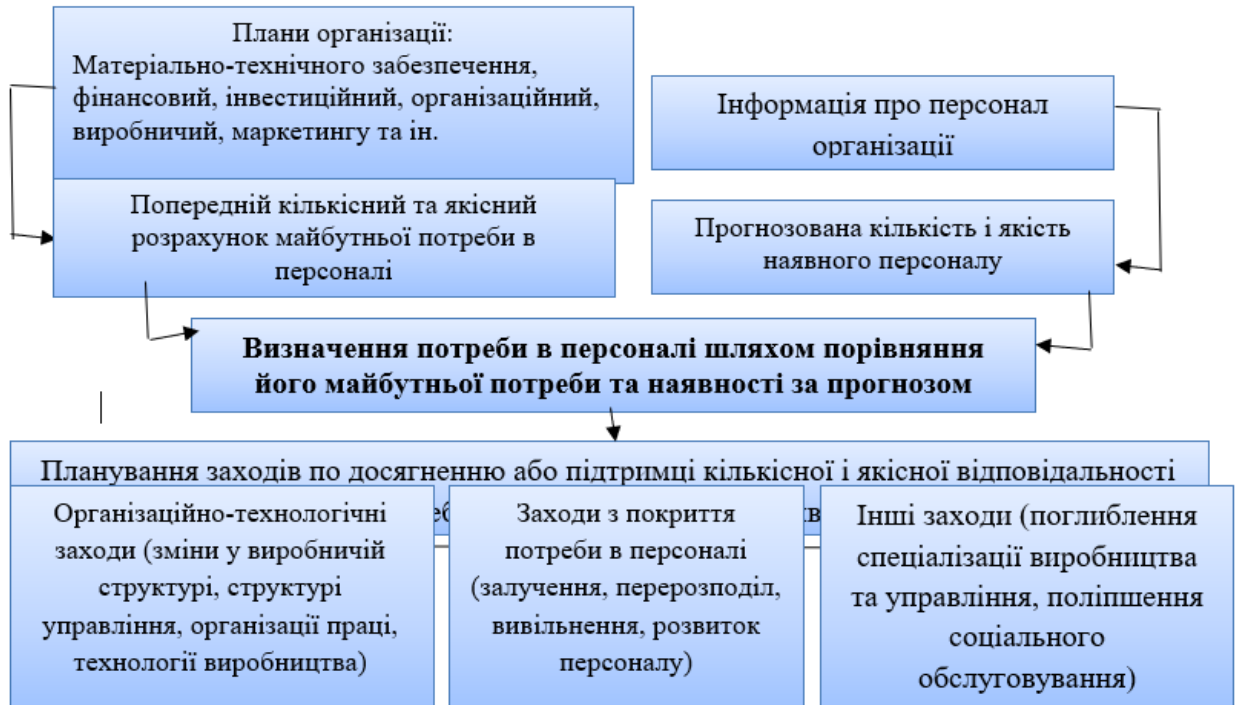 Плани організації:
Матеріально-технічного забезпечення,
фінансовий, інвестиційний, організаційний,
виробничий, маркетингу та ін.
Інформація про персонал
організації
Попередній кількісний та якісний
розрахунок майбутньої потреби в
персоналі
Прогнозована кількість і якість
наявного персоналу
Визначення потреби в персоналі шляхом порівняння
його майбутньої потреби та наявності за прогнозом
Планування заходів по досягненню або підтримці кількісної і якісної відповідальності
Організаційно-технологічні
заходи (зміни у виробничій
структурі, структурі
управління, організації праці,
технології виробництва)
Заходи з покриття
потреби в персоналі
(залучення, перерозподіл,
вивільнення, розвиток
персоналу)
Інші заходи (поглиблення
спеціалізації виробництва
та управління, поліпшення
соціального
обслуговування)